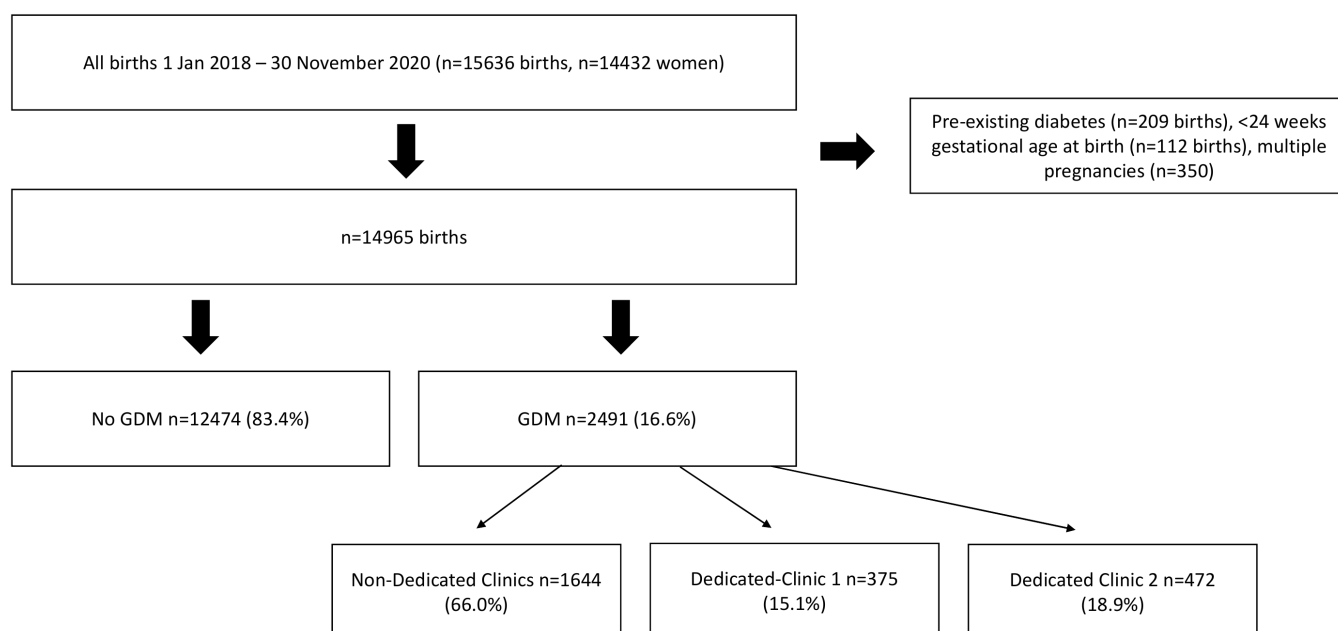 All births 1 Jan 2018 – 30 November 2020 (n=15636 births, n=14432 women)
Pre-existing diabetes (n=209 births), <24 weeks
gestational age at birth (n=112 births), multiple
pregnancies (n=350)
n=14965 births
No GDM n=12474 (83.4%)
GDM n=2491 (16.6%)
Non-Dedicated Clinics n=1644
(66.0%)
Dedicated-Clinic 1 n=375
(15.1%)
Dedicated Clinic 2 n=472
(18.9%)